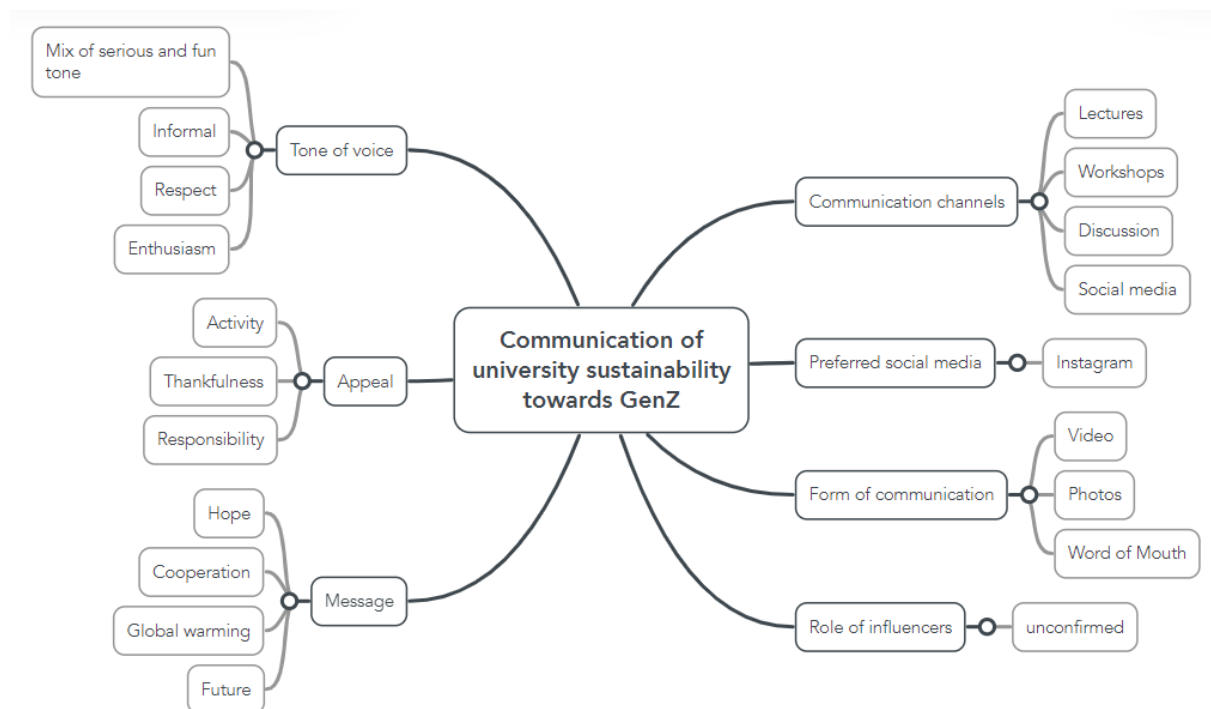 Mix of serious and fun
tone
Informal
Respect
Enthusiasm
Tone of voice
Activity
Thankfulness
Responsibility
Appeal
Hope
Cooperation
Global warming
Future
Message
Communication of
university sustainability
towards GenZ
Communication channels
Lectures
Workshops
Discussion
Social media
Preferred social media
Instagram
Form of communication
Video
Photos
Word of Mouth
Role of influencers
unconfirmed